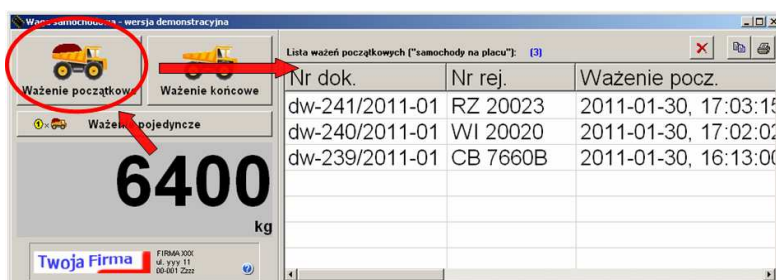 Waga samochodowa - wersja demonstracyjna
Ważenie początkowe
Ważenie końcowe
Ważenie pojedyncze
6400
kg
Twoja Firma
FIRMA XXX
ul. yyy 11
00-001 Zzzz
Lista ważeń początkowych ("samochody na placu"): (3)
Nr dok. Nr rej. Ważenie pocz.
dw-241/2011-01 RZ 20023 2011-01-30, 17:03:15
dw-240/2011-01 WI 20020 2011-01-30, 17:02:02
dw-239/2011-01 CB 7660B 2011-01-30, 16:13:00